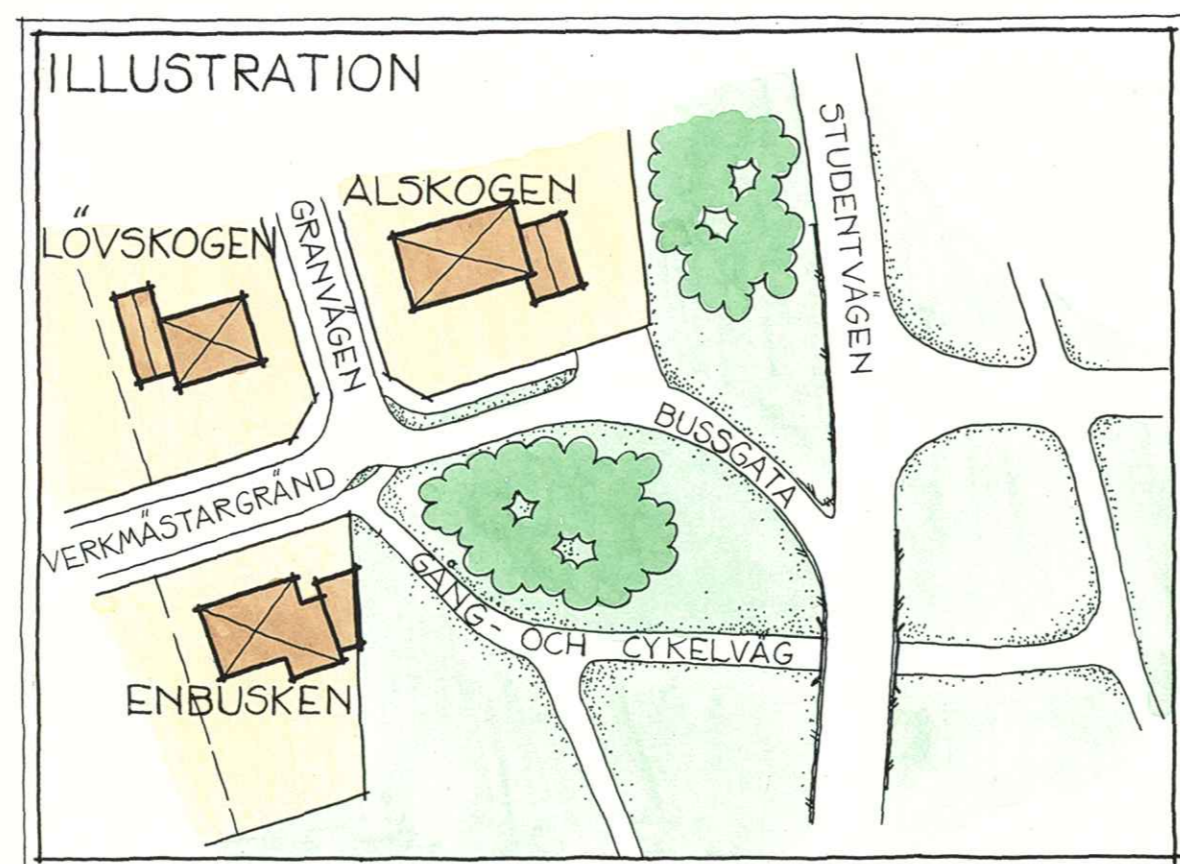 ILLUSTRATION
ALSKOGEN
LÖVSKOGEN
GRANVÄGEN
STUDENTVÄGEN
BUSSGATA
VERKMÄSTARGRÄND
GÅNG- OCH CYKELVÄG
ENBUSKEN